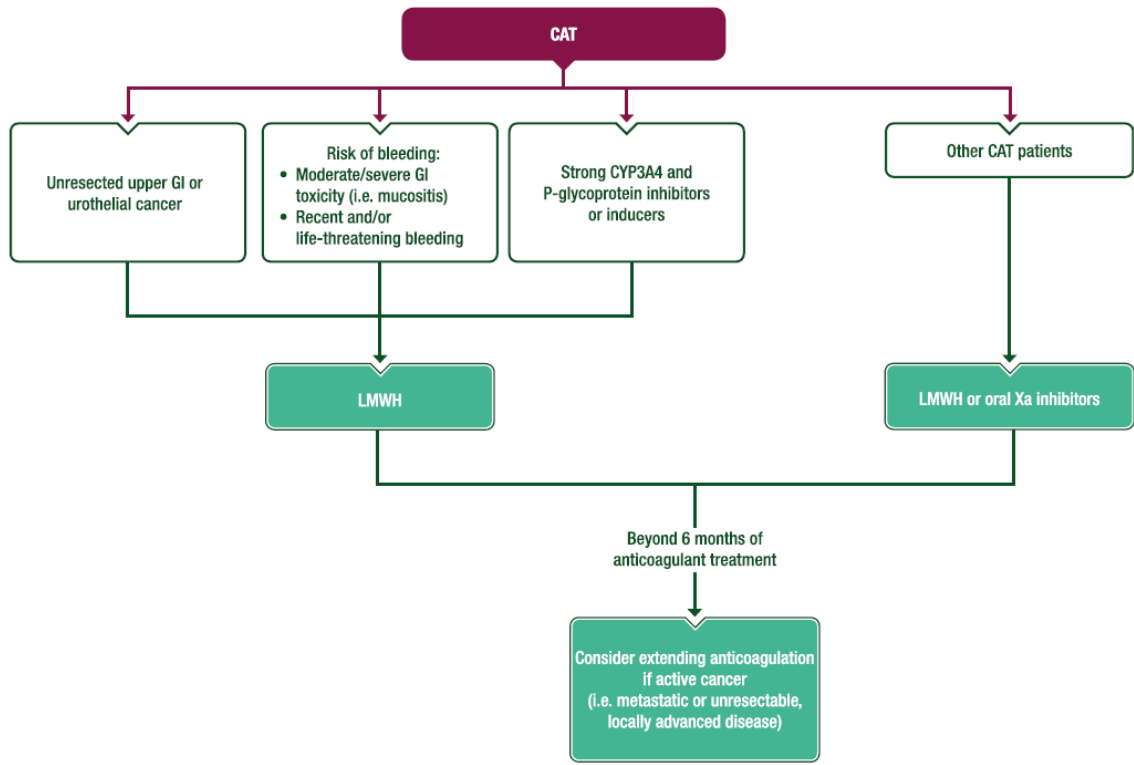 CAT
Unresected upper GI or
urothelial cancer
Risk of bleeding:
• Moderate/severe GI
toxicity (i.e. mucositis)
• Recent and/or
life-threatening bleeding
Strong CYP3A4 and
P-glycoprotein inhibitors
or inducers
Other CAT patients
LMWH
LMWH or oral Xa inhibitors
Beyond 6 months of
anticoagulant treatment
Consider extending anticoagulation
if active cancer
(i.e. metastatic or unresectable,
locally advanced disease)